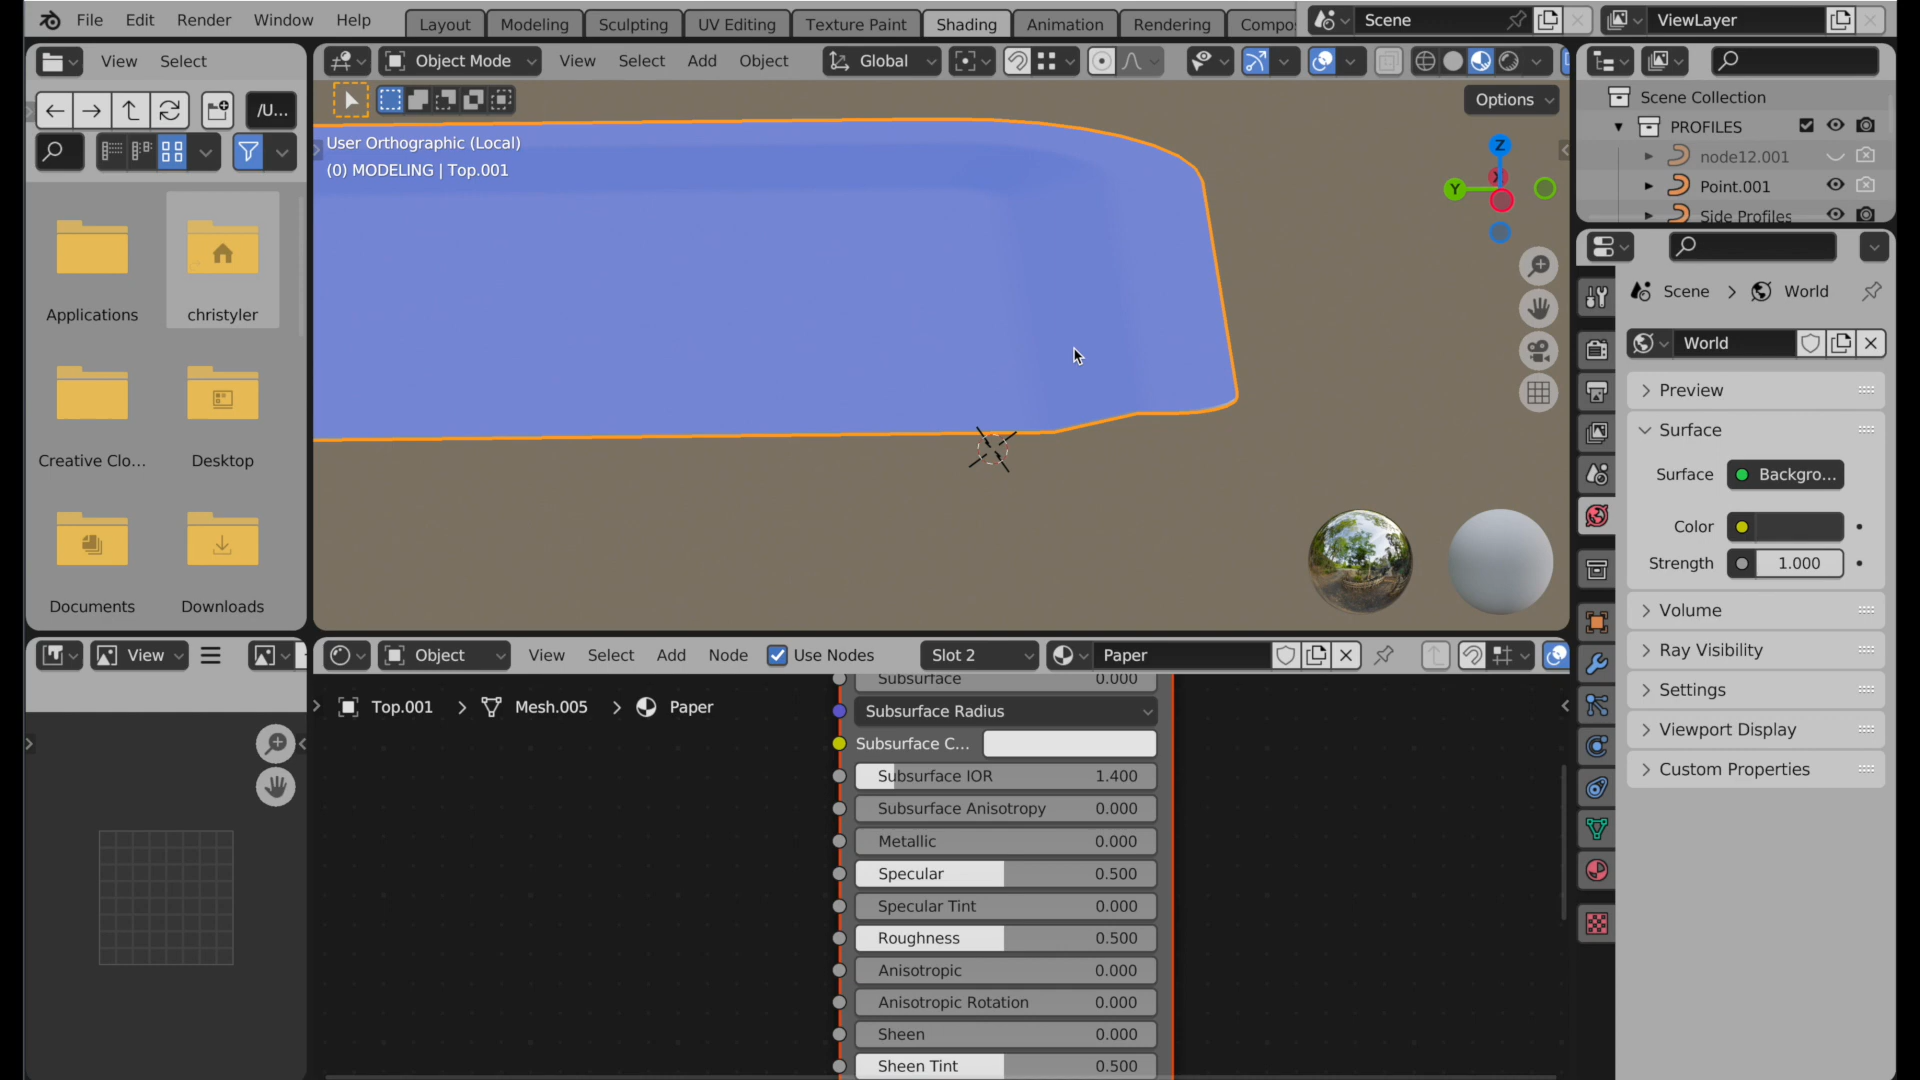 File Edit Render Window Help Layout Modeling Sculpting UV Editing Texture Paint Shading Animation Rendering Compo Scene ViewLayer
View Select
Object Mode View Select Add Object Global
/U...
Options
User Orthographic (Local)
(0) MODELING | Top.001
Z
Y
X
Applications
christyler
Creative Clo...
Desktop
Documents
Downloads
Scene Collection
PROFILES
node12.001
Point.001
Side Profiles
Scene > World
World
Preview
Surface
Surface Backgro...
Color
Strength 1.000
Volume
Ray Visibility
Settings
Viewport Display
Custom Properties
View
Object View Select Add Node Use Nodes Slot 2 Paper
Top.001 > Mesh.005 > Paper
Subsurface 0.000
Subsurface Radius
Subsurface C...
Subsurface IOR 1.400
Subsurface Anisotropy 0.000
Metallic 0.000
Specular 0.500
Specular Tint 0.000
Roughness 0.500
Anisotropic 0.000
Anisotropic Rotation 0.000
Sheen 0.000
Sheen Tint 0.500